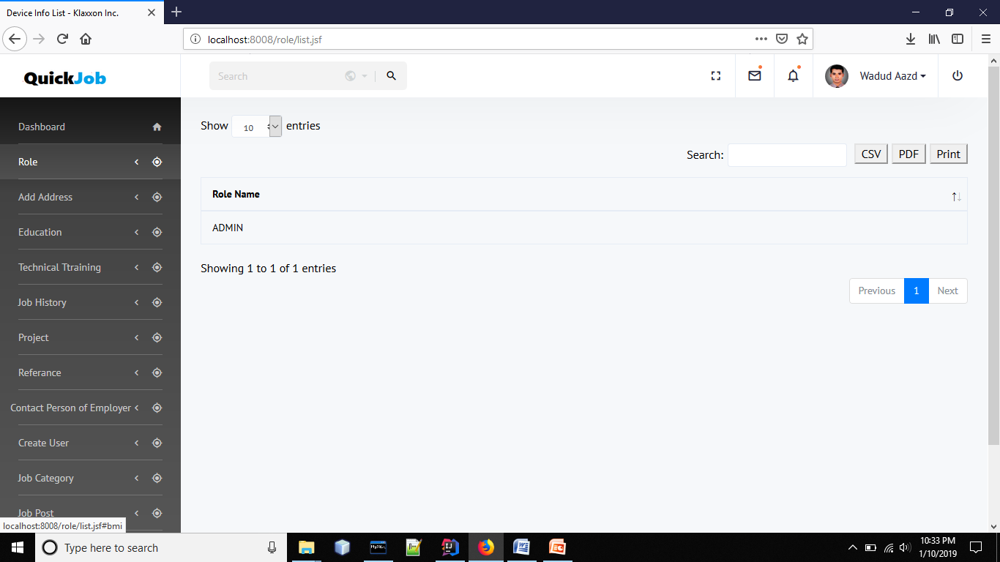 Device Info List - Klaxxon Inc.
localhost:8008/role/list.jsf
QuickJob
Search
Wadud Aazd
Dashboard
Role
Add Address
Education
Technical Ttraining
Job History
Project
Referance
Contact Person of Employer
Create User
Job Category
Job Post
localhost:8008/role/list.jsf#bmi
Show 10 entries
Search: CSV PDF Print
Role Name
ADMIN
Showing 1 to 1 of 1 entries
Previous 1 Next
Type here to search
10:33 PM
1/10/2019